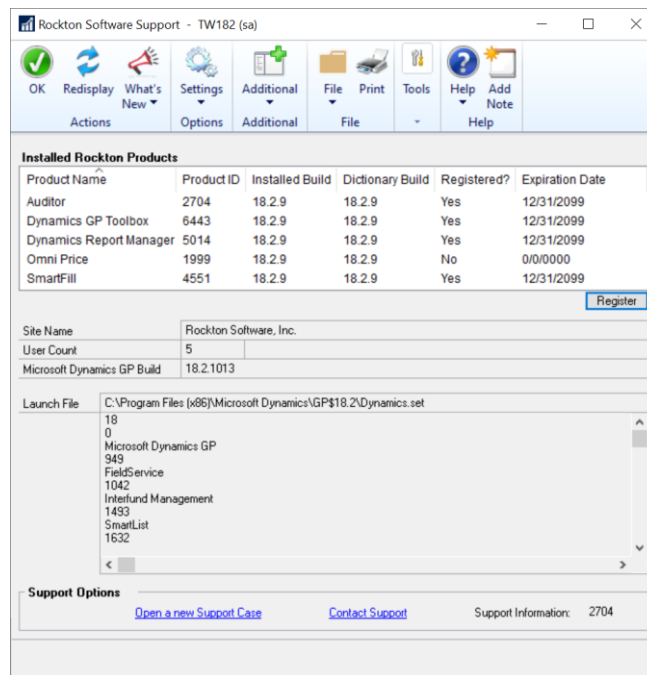 Rockton Software Support  -  TW182 (sa)
OK Redisplay What's New Settings Additional File Print Tools Help Add Note
Actions Options Additional File Help
Installed Rockton Products
Product Name Product ID Installed Build Dictionary Build Registered? Expiration Date
Auditor 2704 18.2.9 18.2.9 Yes 12/31/2099
Dynamics GP Toolbox 6443 18.2.9 18.2.9 Yes 12/31/2099
Dynamics Report Manager 5014 18.2.9 18.2.9 Yes 12/31/2099
Omni Price 1999 18.2.9 18.2.9 No 0/0/0000
SmartFill 4551 18.2.9 18.2.9 Yes 12/31/2099
Register
Site Name Rockton Software, Inc.
User Count 5
Microsoft Dynamics GP Build 18.2.1013
Launch File C:\Program Files (x86)\Microsoft Dynamics\GP$18.2\Dynamics.set
18
0
Microsoft Dynamics GP
949
FieldService
1042
Interfund Management
1493
SmartList
1632
Support Options
Open a new Support Case Contact Support Support Information: 2704